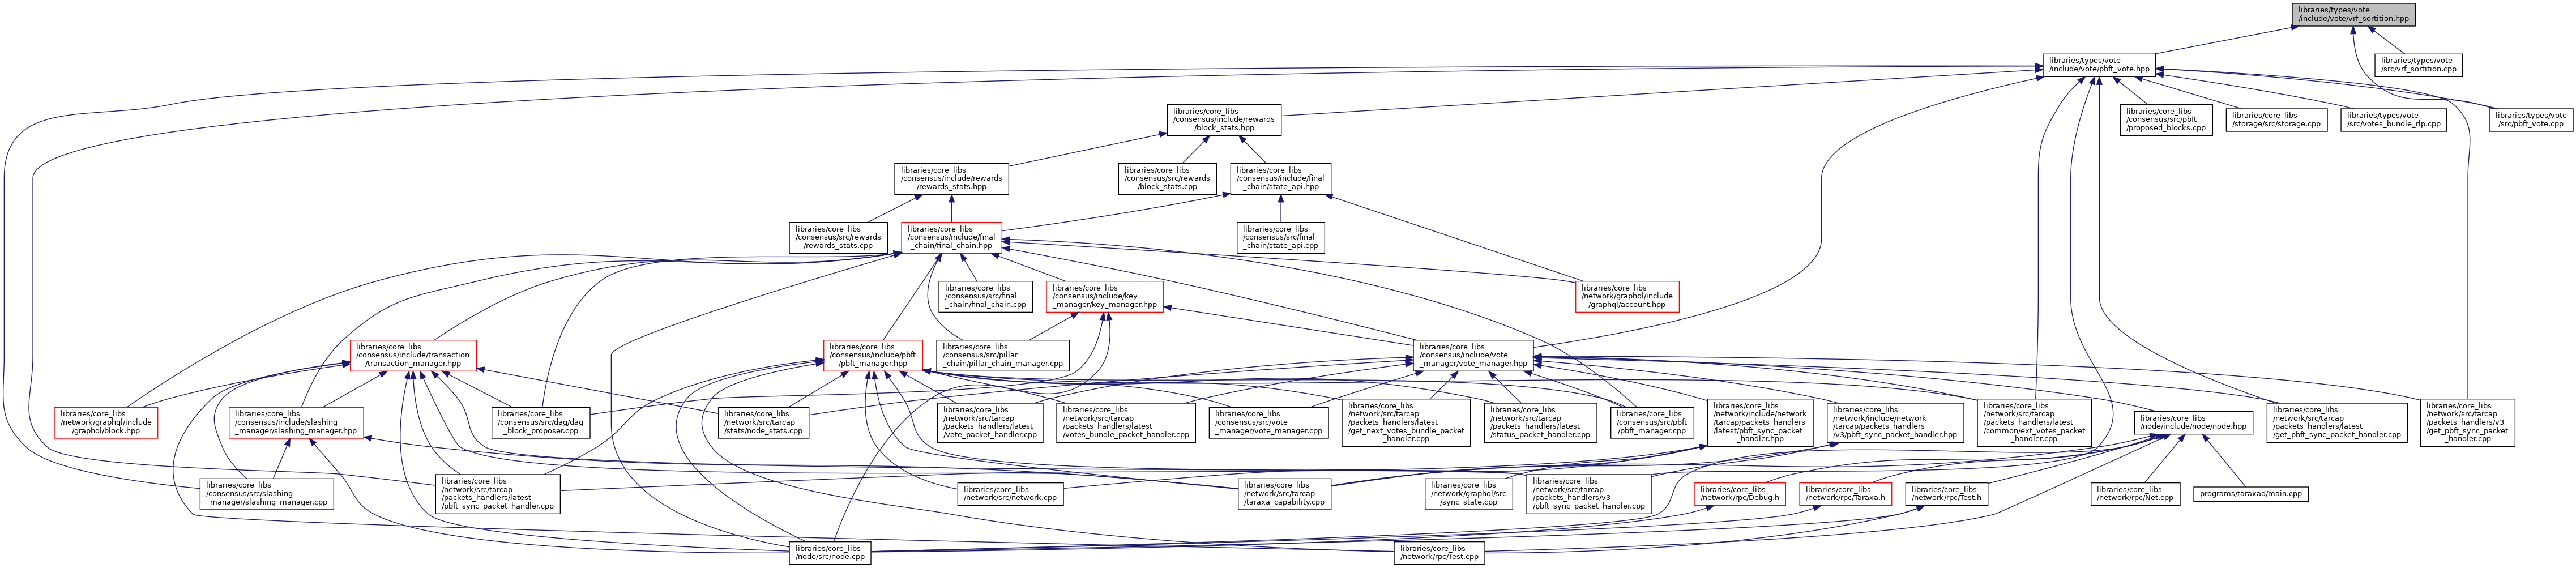 libraries/types/vote
/include/vote/vrf_sortition.hpp
libraries/types/vote
/include/vote/pbft_vote.hpp
libraries/types/vote
/src/vrf_sortition.cpp
libraries/core_libs
/consensus/include/rewards
/block_stats.hpp
libraries/core_libs
/consensus/src/pbft
/proposed_blocks.cpp
libraries/core_libs
/storage/src/storage.cpp
libraries/types/vote
/src/votes_bundle_rlp.cpp
libraries/types/vote
/src/pbft_vote.cpp
libraries/core_libs
/consensus/include/rewards
/rewards_stats.hpp
libraries/core_libs
/consensus/src/rewards
/block_stats.cpp
libraries/core_libs
/consensus/include/final
_chain/state_api.hpp
libraries/core_libs
/consensus/src/rewards
/rewards_stats.cpp
libraries/core_libs
/consensus/include/final
_chain/final_chain.hpp
libraries/core_libs
/consensus/src/final
_chain/state_api.cpp
libraries/core_libs
/consensus/src/final
_chain/final_chain.cpp
libraries/core_libs
/consensus/include/key
_manager/key_manager.hpp
libraries/core_libs
/network/graphql/include
/graphql/account.hpp
libraries/core_libs
/consensus/include/transaction
/transaction_manager.hpp
libraries/core_libs
/consensus/include/pbft
/pbft_manager.hpp
libraries/core_libs
/consensus/src/pillar
_chain/pillar_chain_manager.cpp
libraries/core_libs
/consensus/include/vote
_manager/vote_manager.hpp
libraries/core_libs
/network/graphql/include
/graphql/block.hpp
libraries/core_libs
/consensus/include/slashing
_manager/slashing_manager.hpp
libraries/core_libs
/consensus/src/dag/dag
_block_proposer.cpp
libraries/core_libs
/network/src/tarcap
/stats/node_stats.cpp
libraries/core_libs
/network/src/tarcap
/packets_handlers/latest
/vote_packet_handler.cpp
libraries/core_libs
/network/src/tarcap
/packets_handlers/latest
/votes_bundle_packet_handler.cpp
libraries/core_libs
/consensus/src/vote
_manager/vote_manager.cpp
libraries/core_libs
/network/src/tarcap
/packets_handlers/latest
/get_next_votes_bundle_packet
_handler.cpp
libraries/core_libs
/network/src/tarcap
/packets_handlers/latest
/status_packet_handler.cpp
libraries/core_libs
/consensus/src/pbft
/pbft_manager.cpp
libraries/core_libs
/network/include/network
/tarcap/packets_handlers
/latest/pbft_sync_packet
_handler.hpp
libraries/core_libs
/network/include/network
/tarcap/packets_handlers
/v3/pbft_sync_packet_handler.hpp
libraries/core_libs
/network/src/tarcap
/packets_handlers/latest
/common/ext_votes_packet
_handler.cpp
libraries/core_libs
/node/include/node/node.hpp
libraries/core_libs
/network/src/tarcap
/packets_handlers/latest
/get_pbft_sync_packet_handler.cpp
libraries/core_libs
/network/src/tarcap
/packets_handlers/v3
/get_pbft_sync_packet
_handler.cpp
libraries/core_libs
/consensus/src/slashing
_manager/slashing_manager.cpp
libraries/core_libs
/network/src/tarcap
/packets_handlers/latest
/pbft_sync_packet_handler.cpp
libraries/core_libs
/network/src/network.cpp
libraries/core_libs
/network/src/tarcap
/taraxa_capability.cpp
libraries/core_libs
/network/graphql/src
/sync_state.cpp
libraries/core_libs
/network/src/tarcap
/packets_handlers/v3
/pbft_sync_packet_handler.cpp
libraries/core_libs
/network/rpc/Debug.h
libraries/core_libs
/network/rpc/Taraxa.h
libraries/core_libs
/network/rpc/Test.h
libraries/core_libs
/network/rpc/Net.cpp
programs/taraxad/main.cpp
libraries/core_libs
/node/src/node.cpp
libraries/core_libs
/network/rpc/Test.cpp